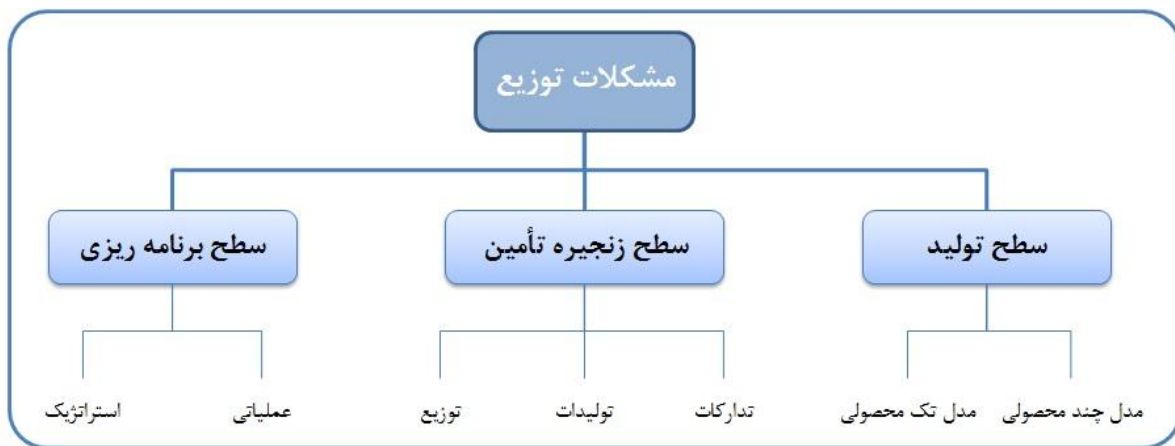 مشکلات توزیع
سطح تولید
سطح زنجیره تأمین
سطح برنامه ریزی
مدل چند محصولی
مدل تک محصولی
تدارکات
تولیدات
توزیع
عملیاتی
استراتژیک